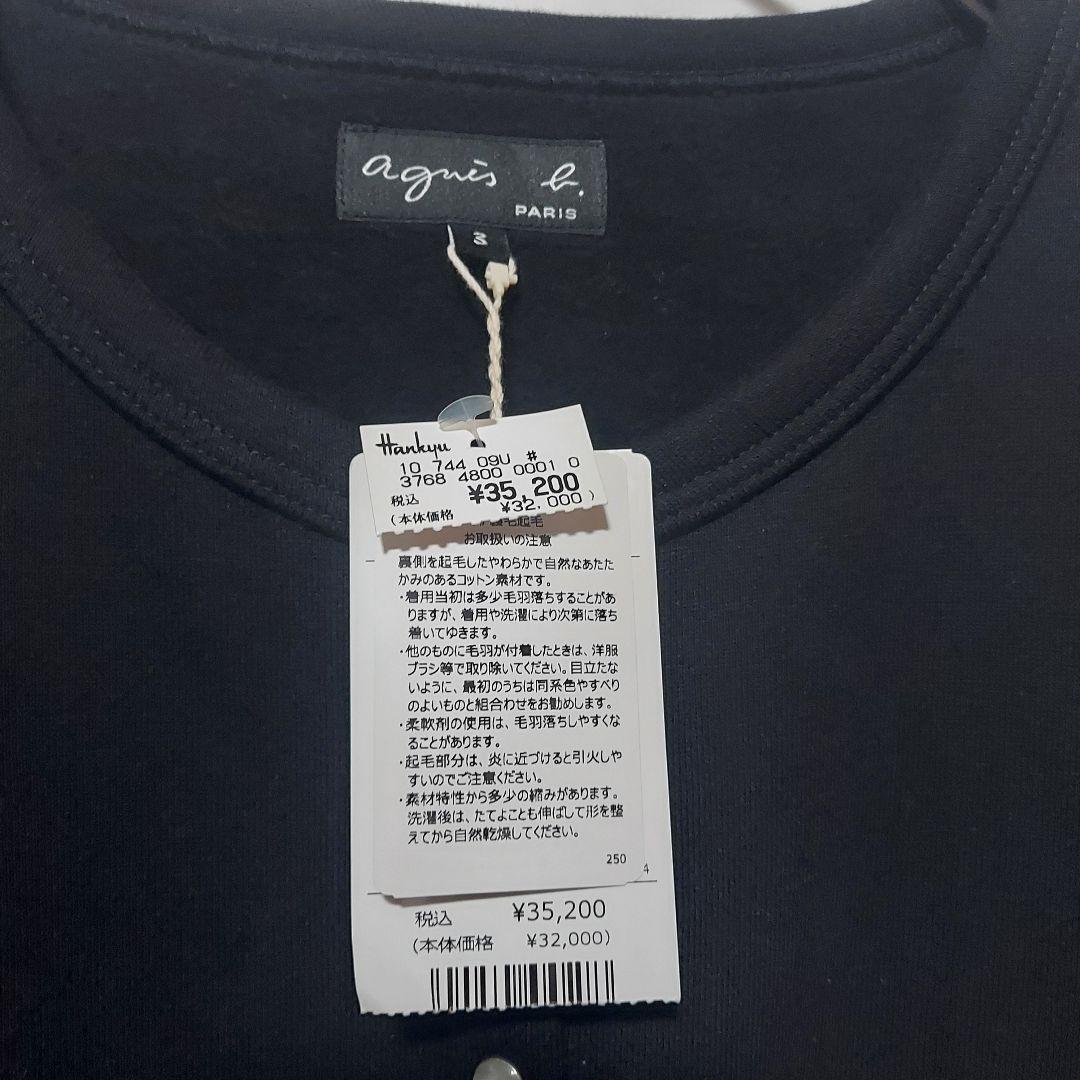 agnès b.
PARIS
3
Hankyu
10 744 09U #
3768 4800 0001 0
税込 ¥35,200
(本体価格 ¥32,000)
裏毛起毛
お取扱いの注意
裏側を起毛したやわらかで自然なあたた
かみのあるコットン素材です。
・着用当初は多少毛羽落ちすることがあ
りますが、着用や洗濯により次第に落ち
着いてゆきます。
・他のものに毛羽が付着したときは、洋服
ブラシ等で取り除いてください。目立たな
いように、最初のうちは同系色やすべり
のよいものと組合わせをお勧めします。
・柔軟剤の使用は、毛羽落ちしやすくな
ることがあります。
・起毛部分は、炎に近づけると引火しや
すいのでご注意ください。
・素材特性から多少の縮みがあります。
洗濯後は、たてよことも伸ばして形を整
えてから自然乾燥してください。
250
4
税込 ¥35,200
(本体価格 ¥32,000)